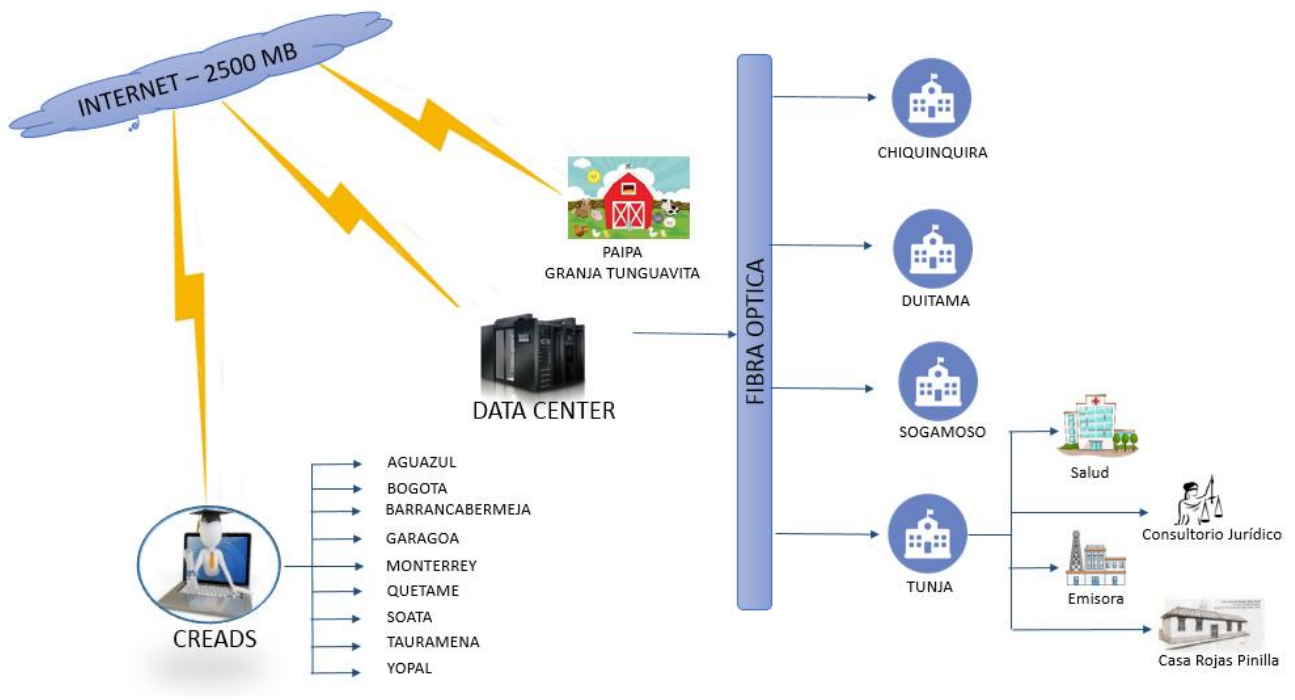 INTERNET – 2500 MB
PAIPA
GRANJA TUNGUAVITA
DATA CENTER
FIBRA OPTICA
CHIQUINQUIRA
DUITAMA
SOGAMOSO
TUNJA
Salud
Consultorio Jurídico
Emisora
Casa Rojas Pinilla
CREADS
AGUAZUL
BOGOTA
BARRANCABERMEJA
GARAGOA
MONTERREY
QUETAME
SOATA
TAURAMENA
YOPAL